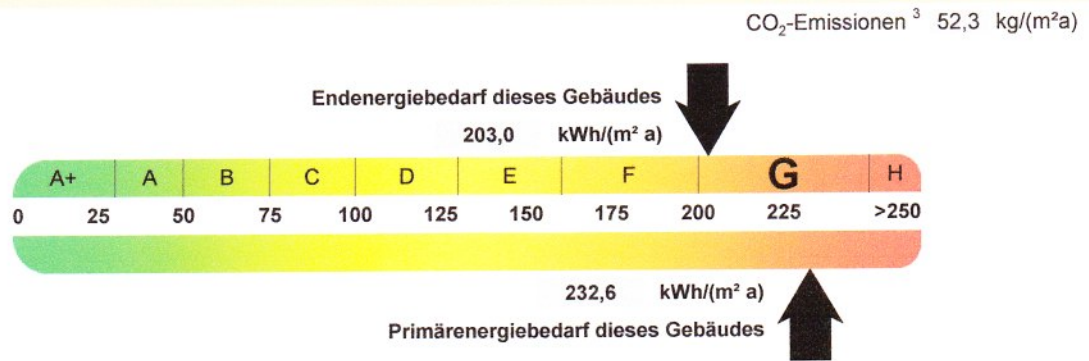 CO₂-Emissionen ³ 52,3 kg/(m²a)
Endenergiebedarf dieses Gebäudes
203,0 kWh/(m² a)
A+ A B C D E F G H
0 25 50 75 100 125 150 175 200 225 >250
232,6 kWh/(m² a)
Primärenergiebedarf dieses Gebäudes